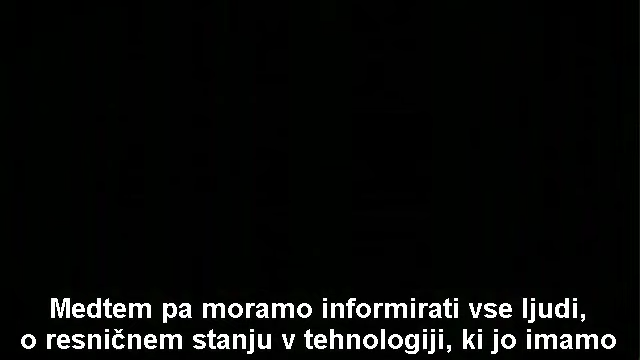 Medtem pa moramo informirati vse ljudi,
o resničnem stanju v tehnologiji, ki jo imamo